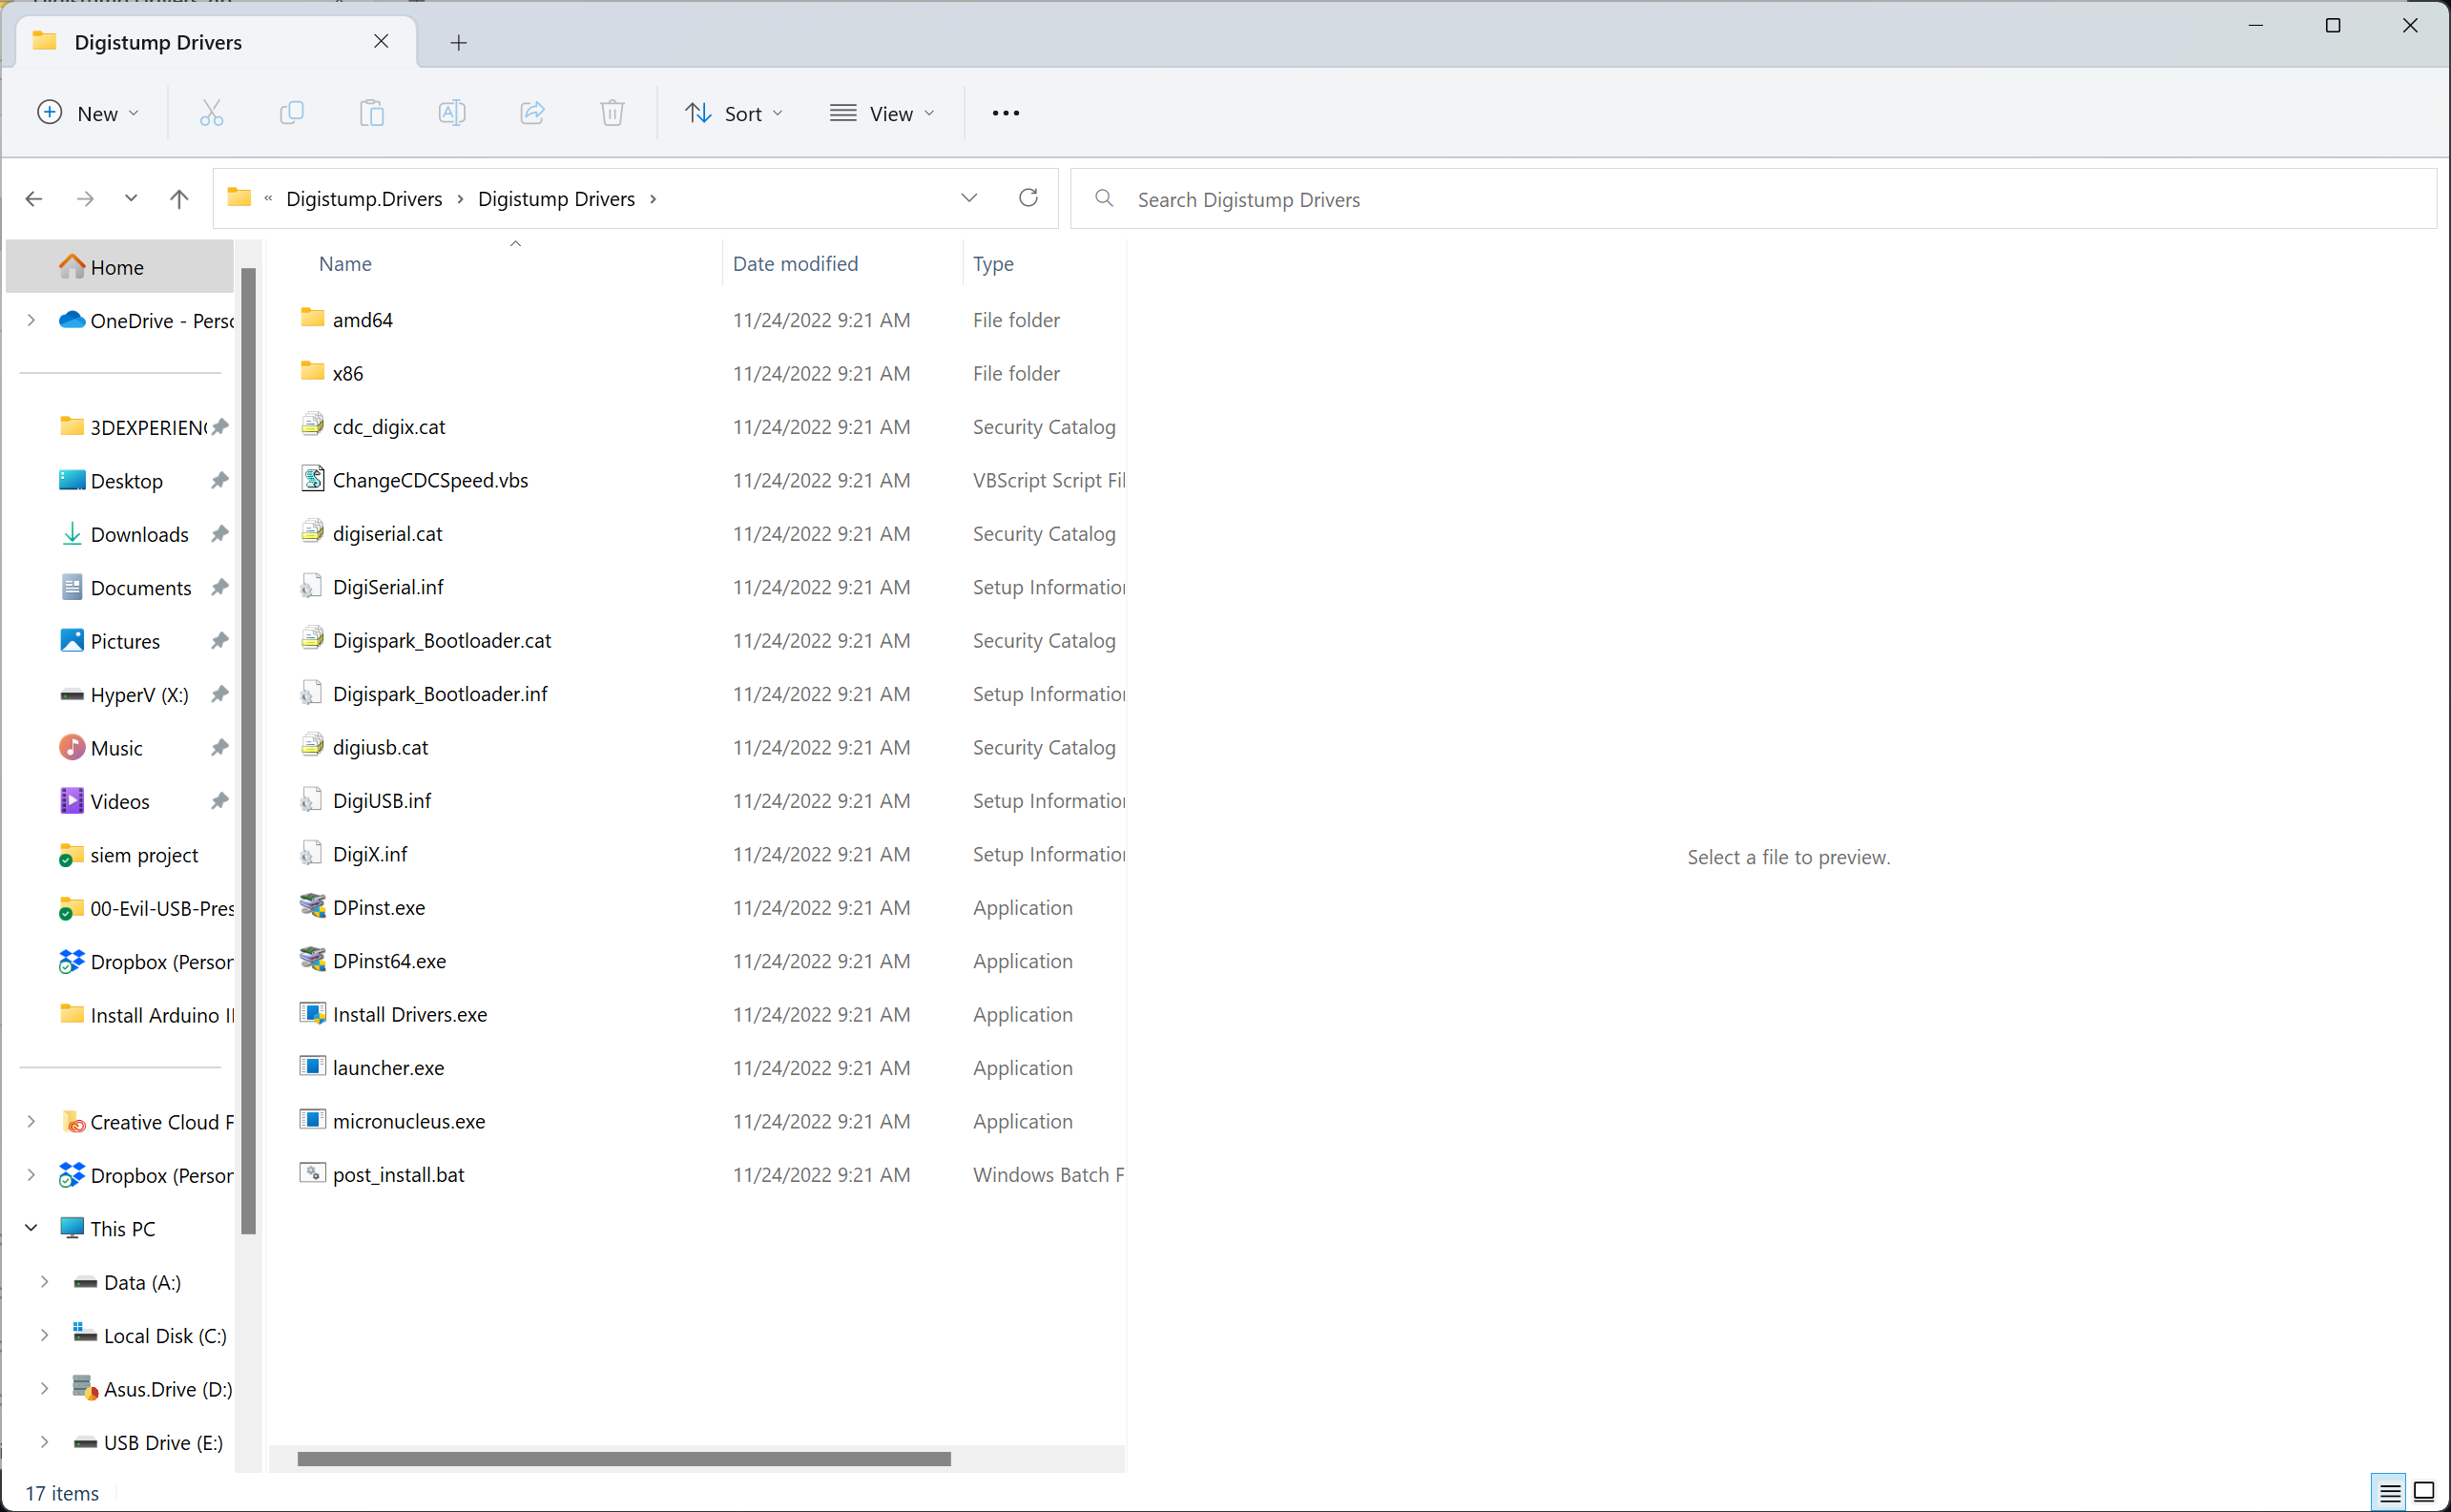 Digistump Drivers
New
Sort
View
« Digistump.Drivers › Digistump Drivers ›
Search Digistump Drivers
Name Date modified Type
Home
OneDrive - Pers
3DEXPERIEN
Desktop
Downloads
Documents
Pictures
HyperV (X:)
Music
Videos
siem project
00-Evil-USB-Pres
Dropbox (Person
Install Arduino I
Creative Cloud F
Dropbox (Person
This PC
Data (A:)
Local Disk (C:)
Asus.Drive (D:)
USB Drive (E:)
amd64 11/24/2022 9:21 AM File folder
x86 11/24/2022 9:21 AM File folder
cdc_digix.cat 11/24/2022 9:21 AM Security Catalog
ChangeCDCSpeed.vbs 11/24/2022 9:21 AM VBScript Script Fil
digiserial.cat 11/24/2022 9:21 AM Security Catalog
DigiSerial.inf 11/24/2022 9:21 AM Setup Information
Digispark_Bootloader.cat 11/24/2022 9:21 AM Security Catalog
Digispark_Bootloader.inf 11/24/2022 9:21 AM Setup Information
digiusb.cat 11/24/2022 9:21 AM Security Catalog
DigiUSB.inf 11/24/2022 9:21 AM Setup Information
DigiX.inf 11/24/2022 9:21 AM Setup Information
DPinst.exe 11/24/2022 9:21 AM Application
DPinst64.exe 11/24/2022 9:21 AM Application
Install Drivers.exe 11/24/2022 9:21 AM Application
launcher.exe 11/24/2022 9:21 AM Application
micronucleus.exe 11/24/2022 9:21 AM Application
post_install.bat 11/24/2022 9:21 AM Windows Batch F
Select a file to preview.
17 items